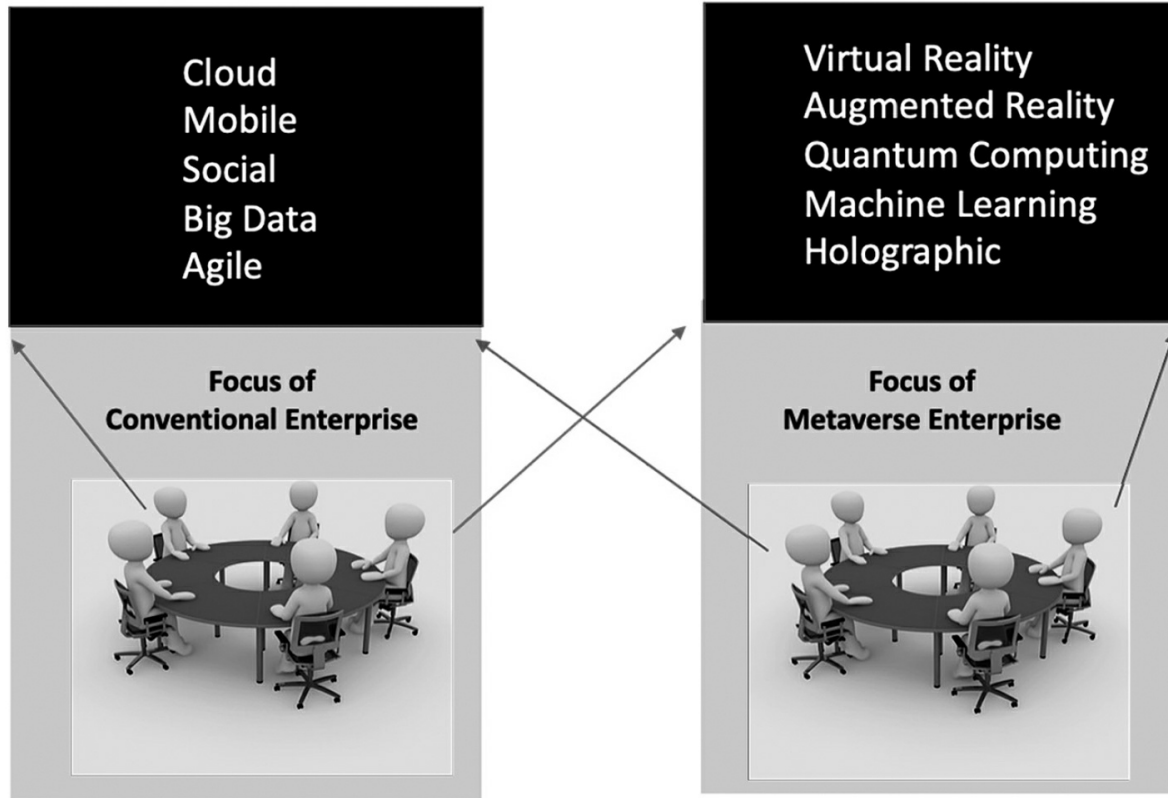 Cloud
Mobile
Social
Big Data
Agile
Virtual Reality
Augmented Reality
Quantum Computing
Machine Learning
Holographic
Focus of
Conventional Enterprise
Focus of
Metaverse Enterprise